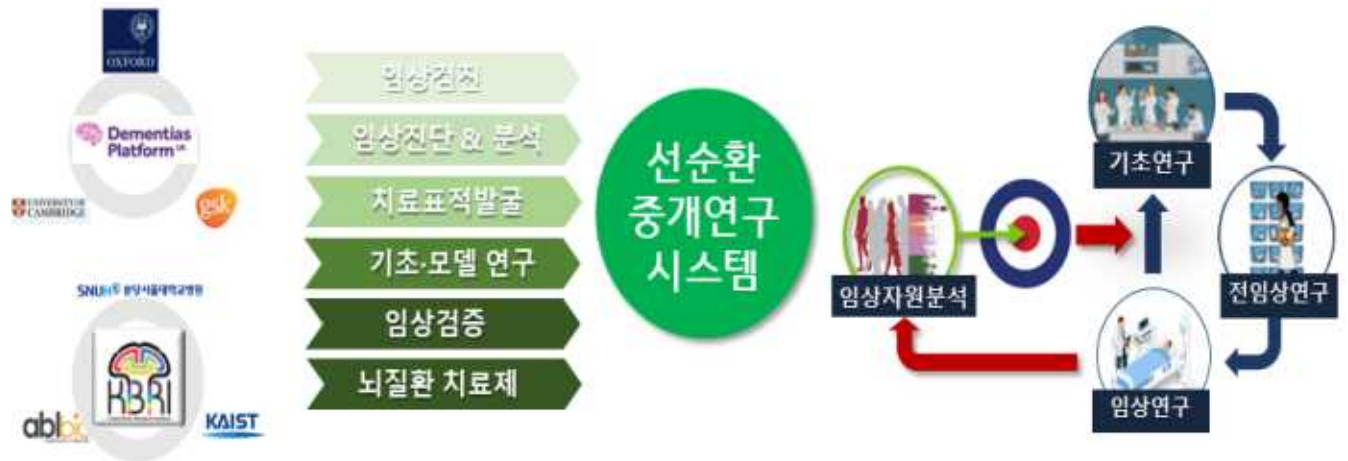 UNIVERSITY OF
OXFORD
Dementias
Platform UK
UNIVERSITY OF
CAMBRIDGE
gsk
SNUH 분당서울대학교병원
KBRI
ablbio
KAIST
임상검진
임상진단 & 분석
치료표적발굴
기초·모델 연구
임상검증
뇌질환 치료제
선순환
중개연구
시스템
기초연구
임상자원분석
전임상연구
임상연구